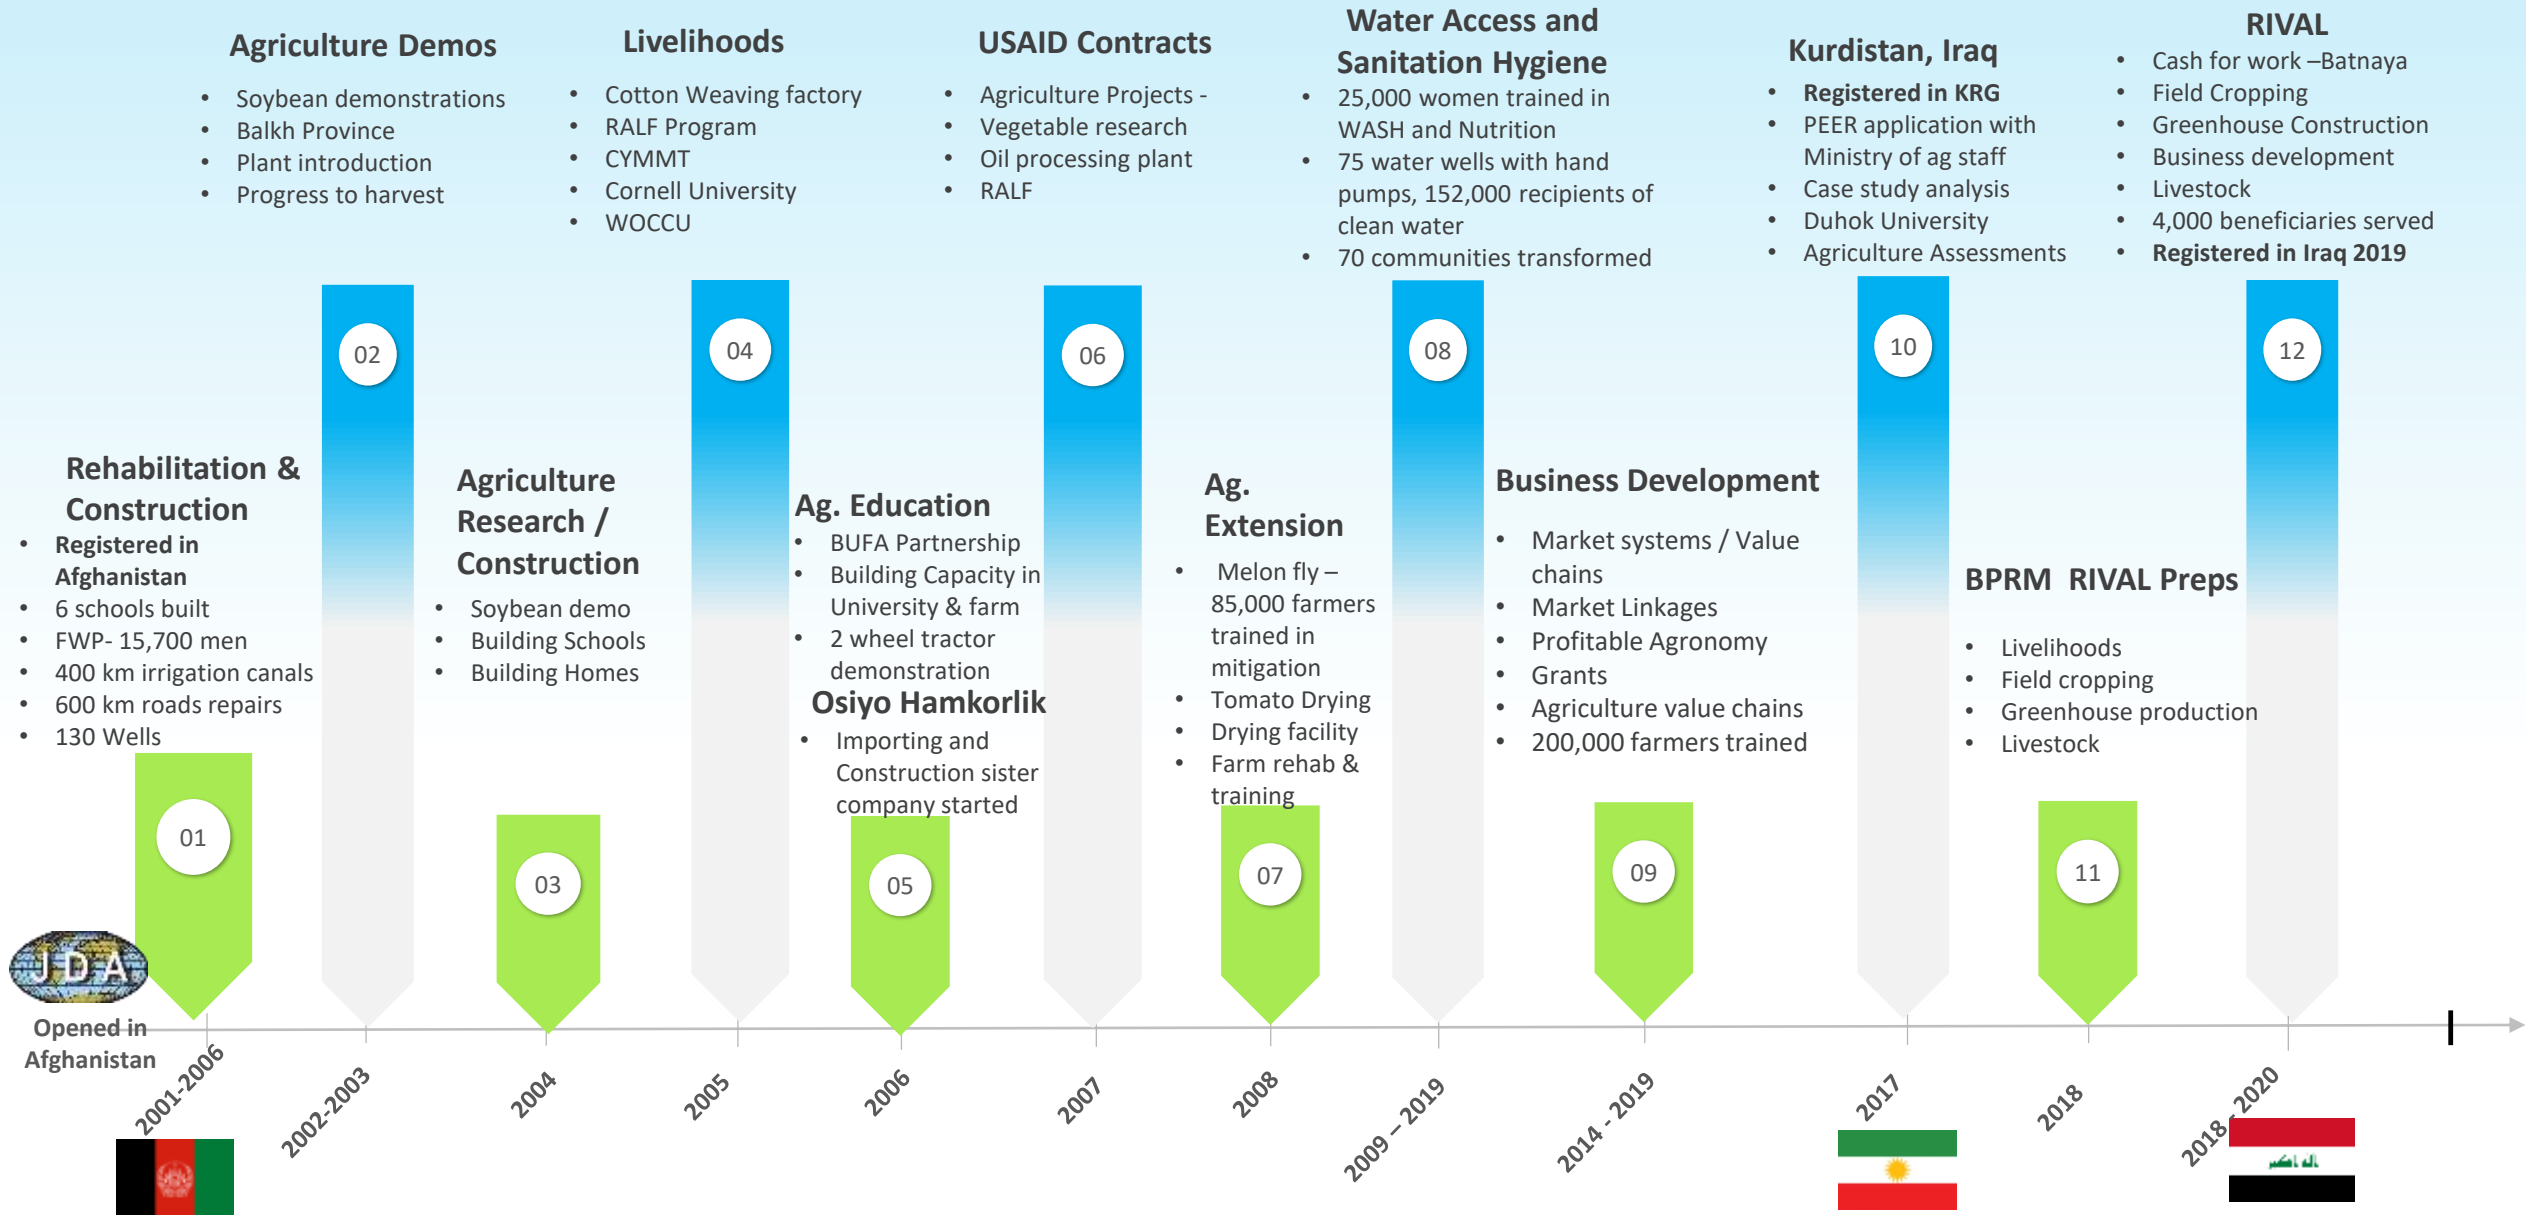 Agriculture Demos
• Soybean demonstrations
• Balkh Province
• Plant introduction
• Progress to harvest
Livelihoods
• Cotton Weaving factory
• RALF Program
• CYMMT
• Cornell University
• WOCCU
USAID Contracts
• Agriculture Projects -
• Vegetable research
• Oil processing plant
• RALF
Water Access and
Sanitation Hygiene
• 25,000 women trained in
WASH and Nutrition
• 75 water wells with hand
pumps, 152,000 recipients of
clean water
• 70 communities transformed
Kurdistan, Iraq
• Registered in KRG
• PEER application with
Ministry of ag staff
• Case study analysis
• Duhok University
• Agriculture Assessments
RIVAL
• Cash for work –Batnaya
• Field Cropping
• Greenhouse Construction
• Business development
• Livestock
• 4,000 beneficiaries served
• Registered in Iraq 2019
02
04
06
08
10
12
Rehabilitation &
Construction
• Registered in
Afghanistan
• 6 schools built
• FWP- 15,700 men
• 400 km irrigation canals
• 600 km roads repairs
• 130 Wells
Agriculture
Research /
Construction
• Soybean demo
• Building Schools
• Building Homes
Ag. Education
• BUFA Partnership
• Building Capacity in
University & farm
• 2 wheel tractor
demonstration
Osiyo Hamkorlik
• Importing and
Construction sister
company started
Ag.
Extension
• Melon fly –
85,000 farmers
trained in
mitigation
• Tomato Drying
• Drying facility
• Farm rehab &
training
Business Development
• Market systems / Value
chains
• Market Linkages
• Profitable Agronomy
• Grants
• Agriculture value chains
• 200,000 farmers trained
BPRM RIVAL Preps
• Livelihoods
• Field cropping
• Greenhouse production
• Livestock
01
03
05
07
09
11
JDA
Opened in
Afghanistan
2001-2006
2002-2003
2004
2005
2006
2007
2008
2009 – 2019
2014 - 2019
2017
2018
2018 - 2020
الله اكبر